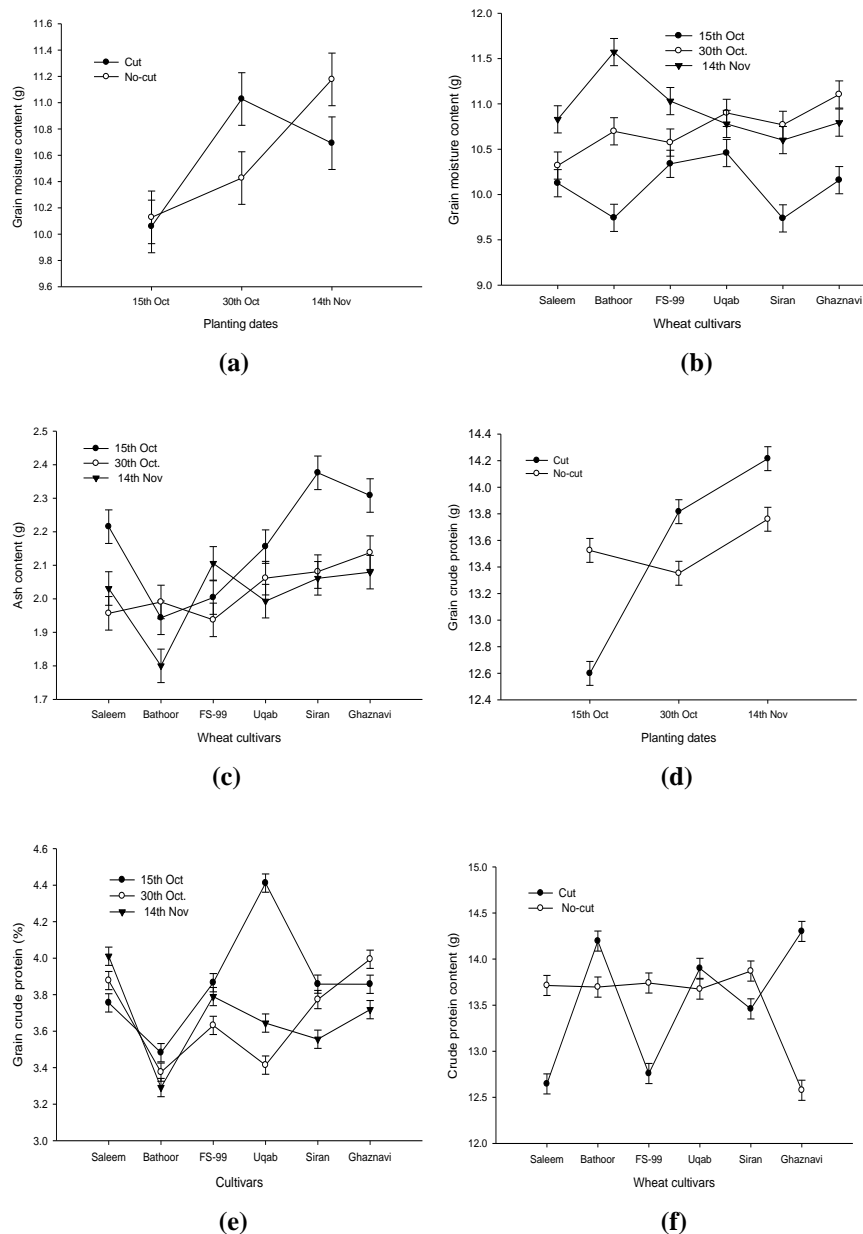 11.8
11.6
11.4
11.2
11.0
10.8
10.6
10.4
10.2
10.0
9.8
9.6
Grain moisture content (g)
Cut
No-cut
15th Oct 30th Oct 14th Nov
Planting dates
(a)
12.0
11.5
11.0
10.5
10.0
9.5
9.0
Grain moisture content (g)
15th Oct
30th Oct.
14th Nov
Saleem Bathoor FS-99 Uqab Siran Ghaznavi
Wheat cultivars
(b)
2.5
2.4
2.3
2.2
2.1
2.0
1.9
1.8
1.7
Ash content (g)
15th Oct
30th Oct.
14th Nov
Saleem Bathoor FS-99 Uqab Siran Ghaznavi
Wheat cultivars
(c)
14.4
14.2
14.0
13.8
13.6
13.4
13.2
13.0
12.8
12.6
12.4
Grain crude protein (g)
Cut
No-cut
15th Oct 30th Oct 14th Nov
Planting dates
(d)
4.6
4.4
4.2
4.0
3.8
3.6
3.4
3.2
3.0
Grain crude protein (%)
15th Oct
30th Oct.
14th Nov
Saleem Bathoor FS-99 Uqab Siran Ghaznavi
Cultivars
(e)
15.0
14.5
14.0
13.5
13.0
12.5
12.0
Crude protein content (g)
Cut
No-cut
Saleem Bathoor FS-99 Uqab Siran Ghaznavi
Wheat cultivars
(f)